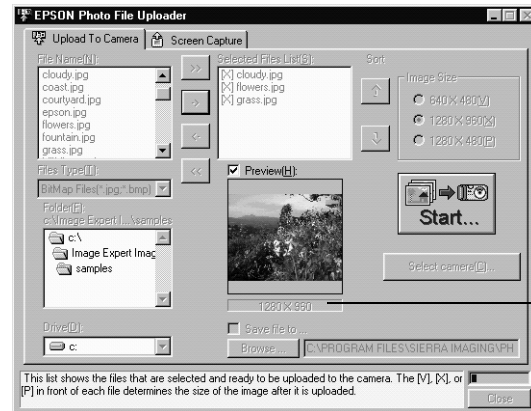 EPSON Photo File Uploader
Upload To Camera
Screen Capture
File Name(N):
cloudy.jpg
coast.jpg
courtyard.jpg
epson.jpg
flowers.jpg
fountain.jpg
grass.jpg
Files Type(T):
BitMap Files(*.jpg;*.bmp)
Folder(F):
c:\Image Expert I...\samples
c:\
Image Expert Imag
samples
Drive(D):
c:
>>
>
<
<<
Selected Files List(S):
[X] cloudy.jpg
[X] flowers.jpg
[X] grass.jpg
Preview(H):
1280 X 960
Save file to ...
Browse ...
C:\PROGRAM FILES\SIERRA IMAGING\PH
Sort
Image Size
640 X 480(V)
1280 X 960(X)
1280 X 480(P)
Start...
Select camera(C)...
This list shows the files that are selected and ready to be uploaded to the camera. The [V], [X], or
[P] in front of each file determines the size of the image after it is uploaded.
Close